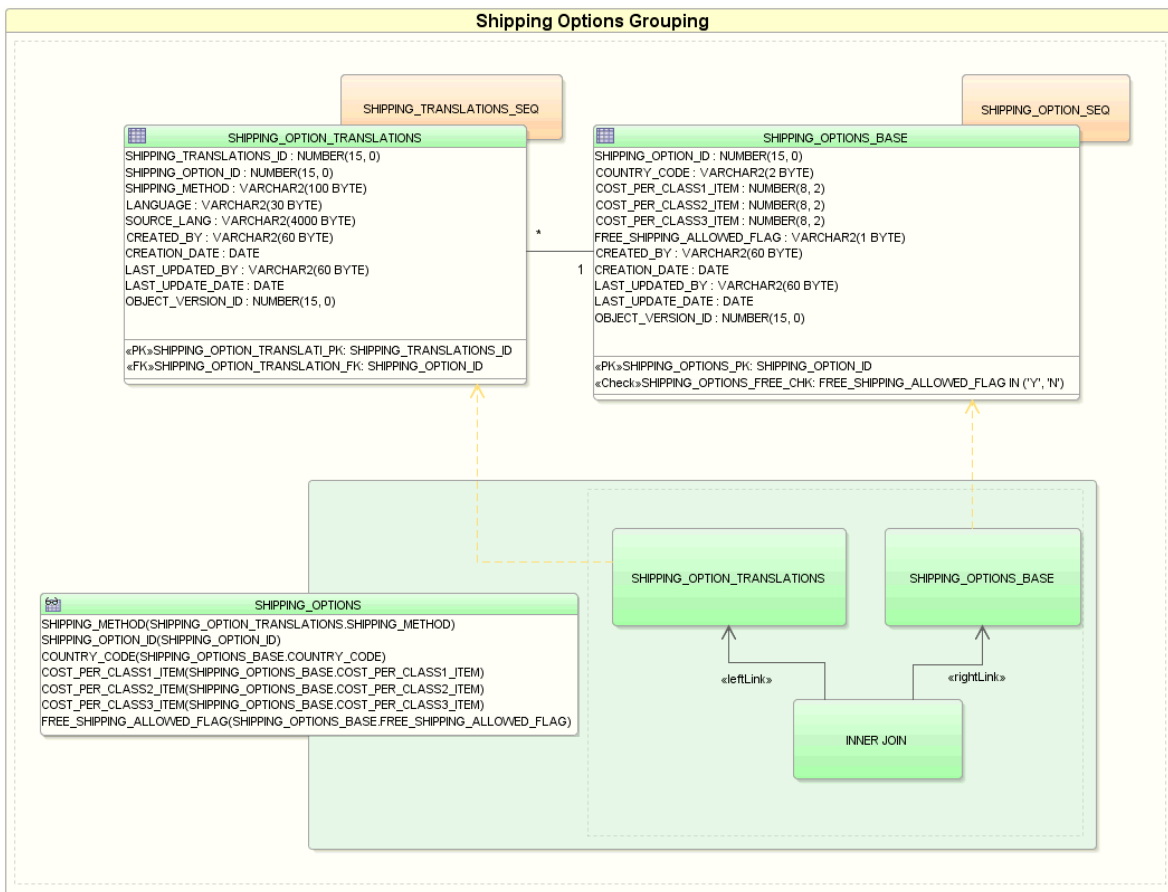 Shipping Options Grouping
SHIPPING_TRANSLATIONS_SEQ
SHIPPING_OPTION_SEQ
SHIPPING_OPTION_TRANSLATIONS
SHIPPING_TRANSLATIONS_ID : NUMBER(15, 0)
SHIPPING_OPTION_ID : NUMBER(15, 0)
SHIPPING_METHOD : VARCHAR2(100 BYTE)
LANGUAGE : VARCHAR2(30 BYTE)
SOURCE_LANG : VARCHAR2(4000 BYTE)
CREATED_BY : VARCHAR2(60 BYTE)
CREATION_DATE : DATE
LAST_UPDATED_BY : VARCHAR2(60 BYTE)
LAST_UPDATE_DATE : DATE
OBJECT_VERSION_ID : NUMBER(15, 0)
«PK»SHIPPING_OPTION_TRANSLATI_PK: SHIPPING_TRANSLATIONS_ID
«FK»SHIPPING_OPTION_TRANSLATION_FK: SHIPPING_OPTION_ID
*
1
SHIPPING_OPTIONS_BASE
SHIPPING_OPTION_ID : NUMBER(15, 0)
COUNTRY_CODE : VARCHAR2(2 BYTE)
COST_PER_CLASS1_ITEM : NUMBER(8, 2)
COST_PER_CLASS2_ITEM : NUMBER(8, 2)
COST_PER_CLASS3_ITEM : NUMBER(8, 2)
FREE_SHIPPING_ALLOWED_FLAG : VARCHAR2(1 BYTE)
CREATED_BY : VARCHAR2(60 BYTE)
CREATION_DATE : DATE
LAST_UPDATED_BY : VARCHAR2(60 BYTE)
LAST_UPDATE_DATE : DATE
OBJECT_VERSION_ID : NUMBER(15, 0)
«PK»SHIPPING_OPTIONS_PK: SHIPPING_OPTION_ID
«Check»SHIPPING_OPTIONS_FREE_CHK: FREE_SHIPPING_ALLOWED_FLAG IN ('Y', 'N')
SHIPPING_OPTION_TRANSLATIONS
SHIPPING_OPTIONS_BASE
«leftLink»
«rightLink»
INNER JOIN
SHIPPING_OPTIONS
SHIPPING_METHOD(SHIPPING_OPTION_TRANSLATIONS.SHIPPING_METHOD)
SHIPPING_OPTION_ID(SHIPPING_OPTION_ID)
COUNTRY_CODE(SHIPPING_OPTIONS_BASE.COUNTRY_CODE)
COST_PER_CLASS1_ITEM(SHIPPING_OPTIONS_BASE.COST_PER_CLASS1_ITEM)
COST_PER_CLASS2_ITEM(SHIPPING_OPTIONS_BASE.COST_PER_CLASS2_ITEM)
COST_PER_CLASS3_ITEM(SHIPPING_OPTIONS_BASE.COST_PER_CLASS3_ITEM)
FREE_SHIPPING_ALLOWED_FLAG(SHIPPING_OPTIONS_BASE.FREE_SHIPPING_ALLOWED_FLAG)